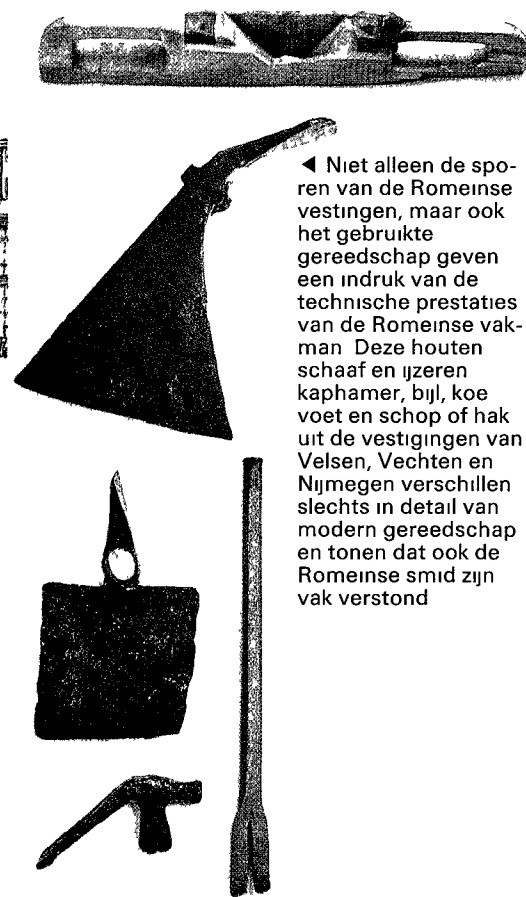 ◀ Niet alleen de spo-
ren van de Romeinse
vestingen, maar ook
het gebruikte
gereedschap geven
een indruk van de
technische prestaties
van de Romeinse vak-
man Deze houten
schaaf en ijzeren
kaphamer, bijl, koe
voet en schop of hak
uit de vestigingen van
Velsen, Vechten en
Nijmegen verschillen
slechts in detail van
modern gereedschap
en tonen dat ook de
Romeinse smid zijn
vak verstond